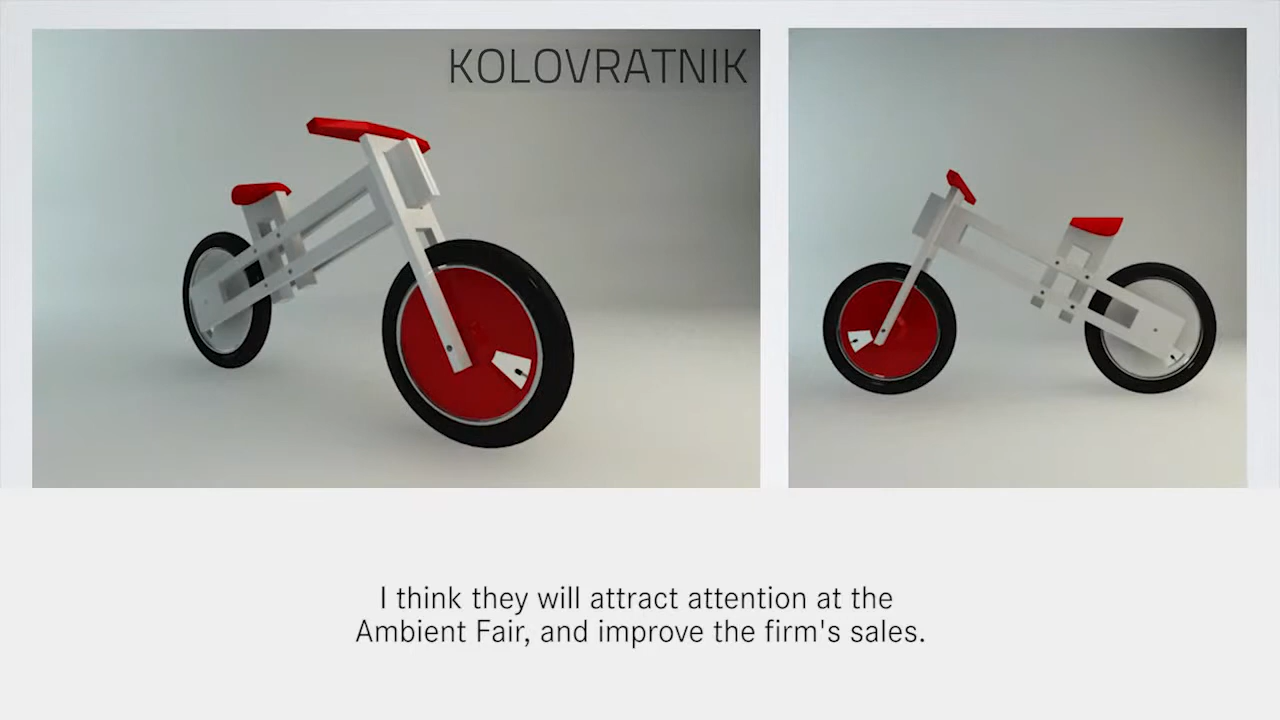 KOLOVRATNIK
I think they will attract attention at the
Ambient Fair, and improve the firm's sales.